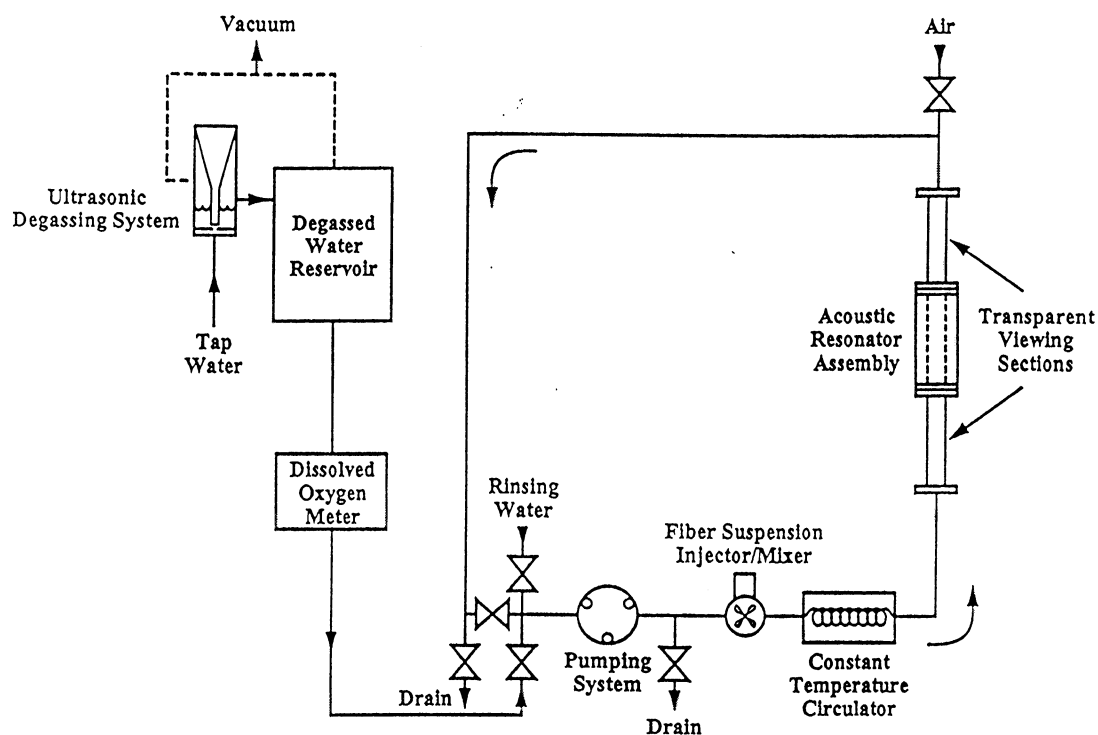 Vacuum
Air
Ultrasonic
Degassing System
Degassed
Water
Reservoir
Tap
Water
Acoustic
Resonator
Assembly
Transparent
Viewing
Sections
Dissolved
Oxygen
Meter
Rinsing
Water
Fiber Suspension
Injector/Mixer
Pumping
System
Constant
Temperature
Circulator
Drain
Drain